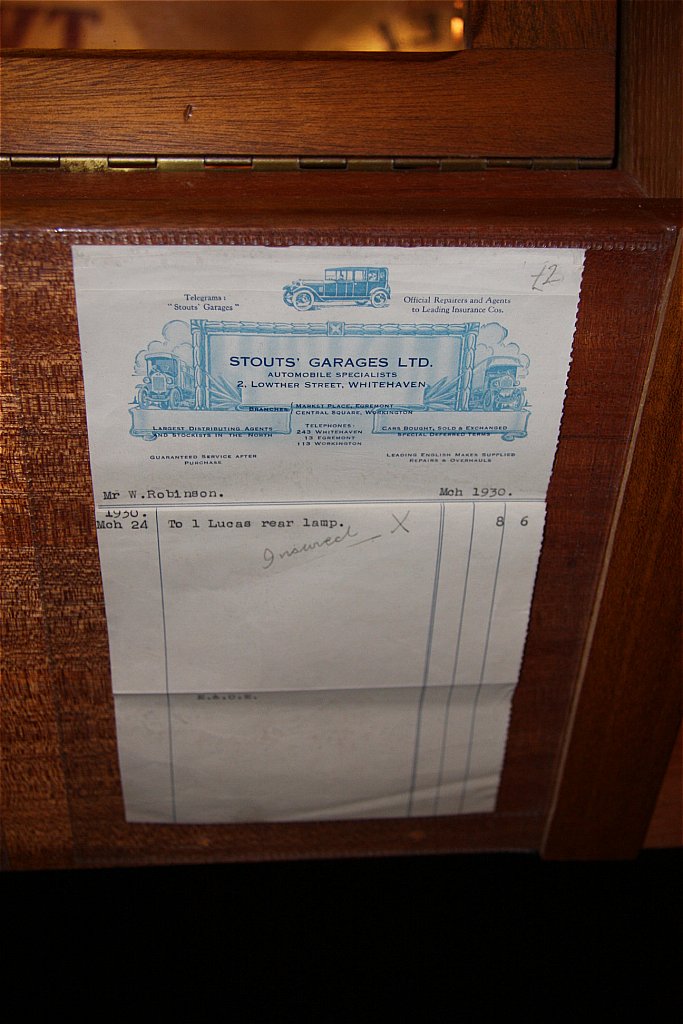 £2
Telegrams:
"Stouts' Garages"
Official Repairers and Agents
to Leading Insurance Cos.
STOUTS' GARAGES LTD.
AUTOMOBILE SPECIALISTS
2, LOWTHER STREET, WHITEHAVEN
BRANCHES
MARKET PLACE, EGREMONT
CENTRAL SQUARE, WORKINGTON
LARGEST DISTRIBUTING AGENTS
AND STOCKISTS IN THE NORTH
TELEPHONES:
243 WHITEHAVEN
13 EGREMONT
113 WORKINGTON
CARS BOUGHT, SOLD & EXCHANGED
SPECIAL DEFERRED TERMS
GUARANTEED SERVICE AFTER
PURCHASE
LEADING ENGLISH MAKES SUPPLIED
REPAIRS & OVERHAULS
Mr W.Robinson. Mch 1930.
1930.
Mch 24 To 1 Lucas rear lamp. X 8 6
Insured
E.&.O.E.